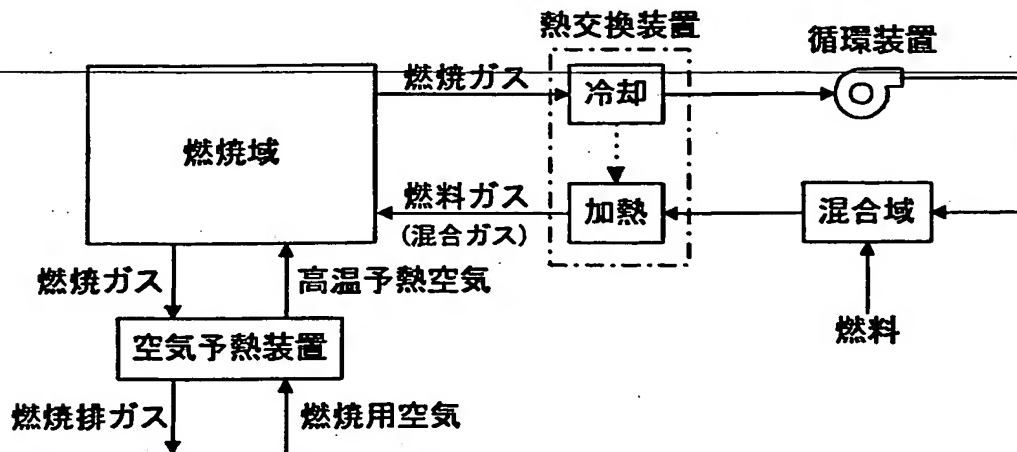 熱交換装置
循環装置
燃焼ガス
冷却
燃焼域
燃料ガス
(混合ガス)
加熱
混合域
燃焼ガス
高温予熱空気
燃料
空気予熱装置
燃焼排ガス
燃焼用空気